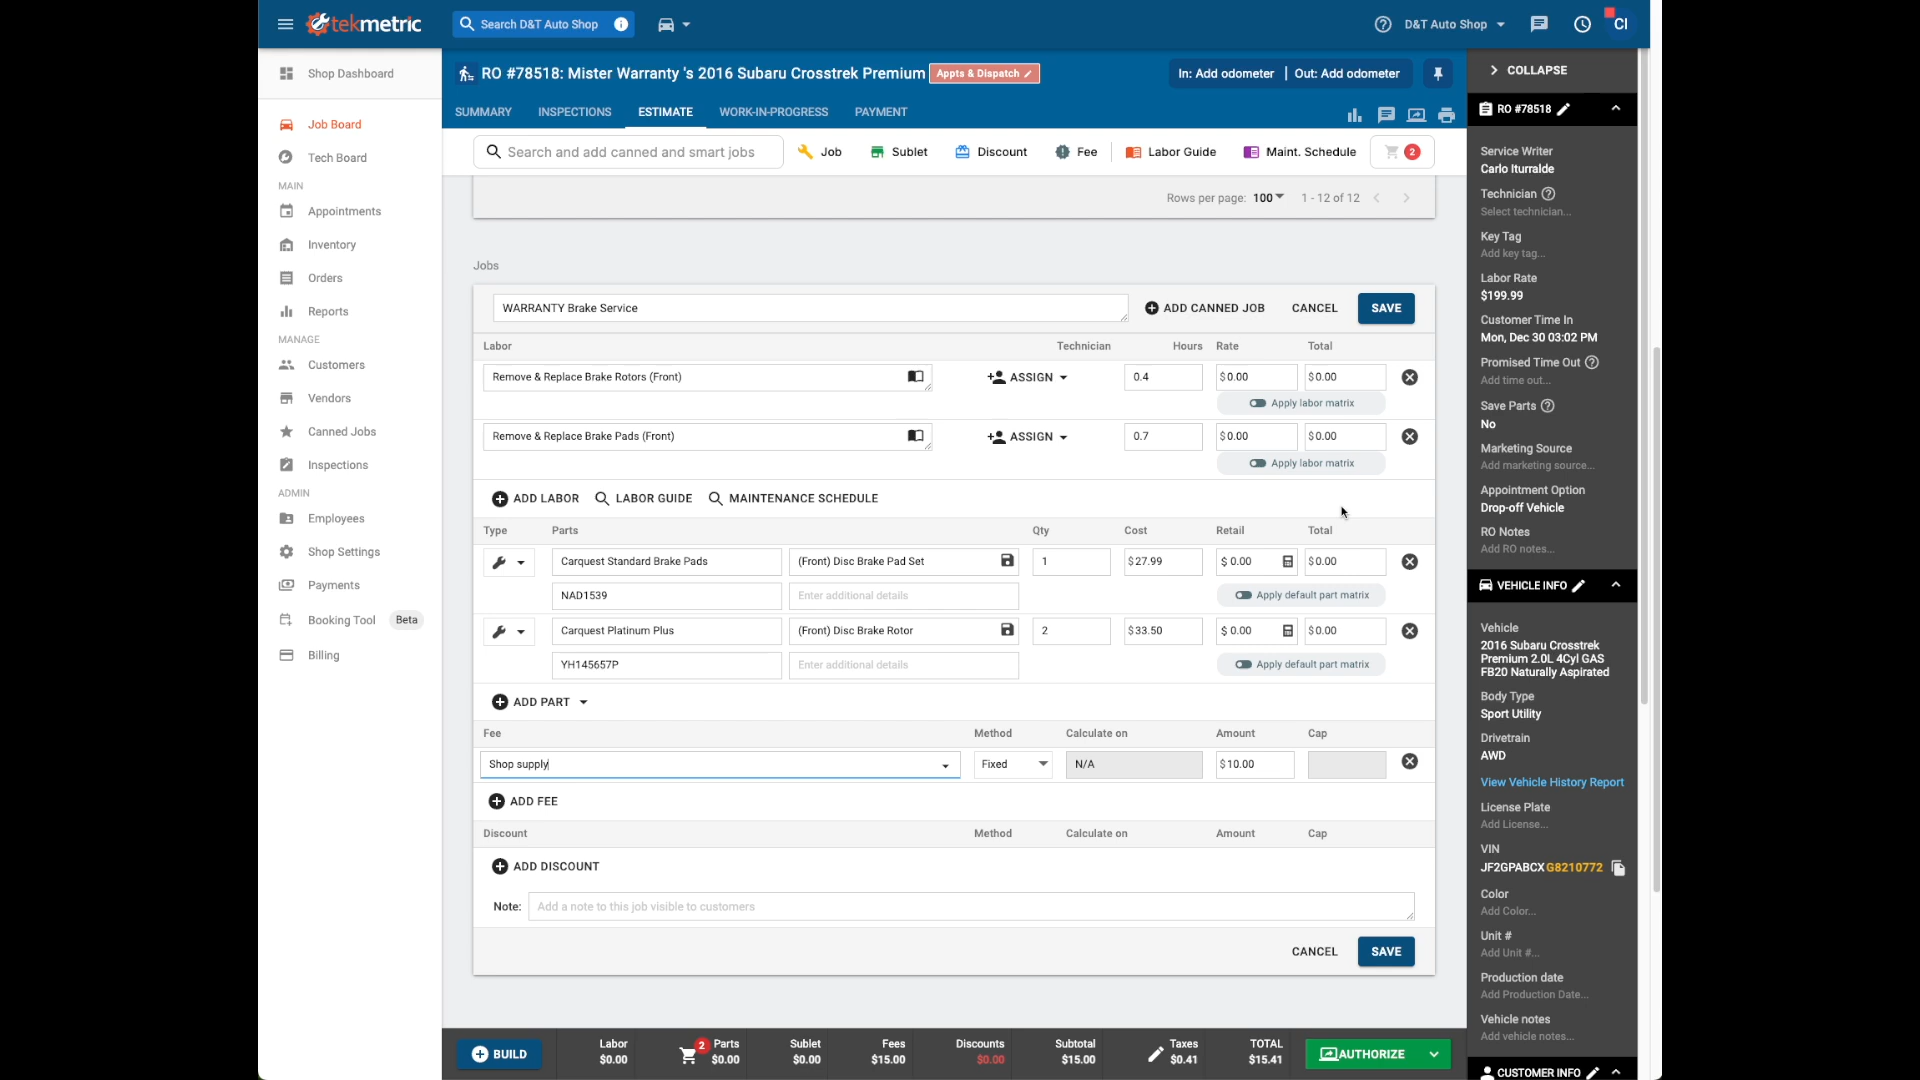 tekmetric
Search D&T Auto Shop
D&T Auto Shop
CI
Shop Dashboard
Job Board
Tech Board
MAIN
Appointments
Inventory
Orders
Reports
MANAGE
Customers
Vendors
Canned Jobs
Inspections
ADMIN
Employees
Shop Settings
Payments
Booking Tool Beta
Billing
RO #78518: Mister Warranty 's 2016 Subaru Crosstrek Premium Appts & Dispatch
In: Add odometer | Out: Add odometer
SUMMARY INSPECTIONS ESTIMATE WORK-IN-PROGRESS PAYMENT
Search and add canned and smart jobs Job Sublet Discount Fee Labor Guide Maint. Schedule 2
Rows per page: 100 1 - 12 of 12
Jobs
WARRANTY Brake Service ADD CANNED JOB CANCEL SAVE
Labor Technician Hours Rate Total
Remove & Replace Brake Rotors (Front) ASSIGN 0.4 $0.00 $0.00
Apply labor matrix
Remove & Replace Brake Pads (Front) ASSIGN 0.7 $0.00 $0.00
Apply labor matrix
ADD LABOR LABOR GUIDE MAINTENANCE SCHEDULE
Type Parts Qty Cost Retail Total
Carquest Standard Brake Pads (Front) Disc Brake Pad Set 1 $27.99 $ 0.00 $0.00
NAD1539 Enter additional details Apply default part matrix
Carquest Platinum Plus (Front) Disc Brake Rotor 2 $33.50 $ 0.00 $0.00
YH145657P Enter additional details Apply default part matrix
ADD PART
Fee Method Calculate on Amount Cap
Shop supply Fixed N/A $10.00
ADD FEE
Discount Method Calculate on Amount Cap
ADD DISCOUNT
Note: Add a note to this job visible to customers
CANCEL SAVE
BUILD
Labor $0.00
2 Parts $0.00
Sublet $0.00
Fees $15.00
Discounts $0.00
Subtotal $15.00
Taxes $0.41
TOTAL $15.41
AUTHORIZE
COLLAPSE
RO #78518
Service Writer
Carlo Iturralde
Technician
Select technician...
Key Tag
Add key tag...
Labor Rate
$199.99
Customer Time In
Mon, Dec 30 03:02 PM
Promised Time Out
Add time out...
Save Parts
No
Marketing Source
Add marketing source...
Appointment Option
Drop-off Vehicle
RO Notes
Add RO notes...
VEHICLE INFO
Vehicle
2016 Subaru Crosstrek
Premium 2.0L 4Cyl GAS
FB20 Naturally Aspirated
Body Type
Sport Utility
Drivetrain
AWD
View Vehicle History Report
License Plate
Add License...
VIN
JF2GPABCXG8210772
Color
Add Color...
Unit #
Add Unit #...
Production date
Add Production Date...
Vehicle notes
Add vehicle notes...
CUSTOMER INFO